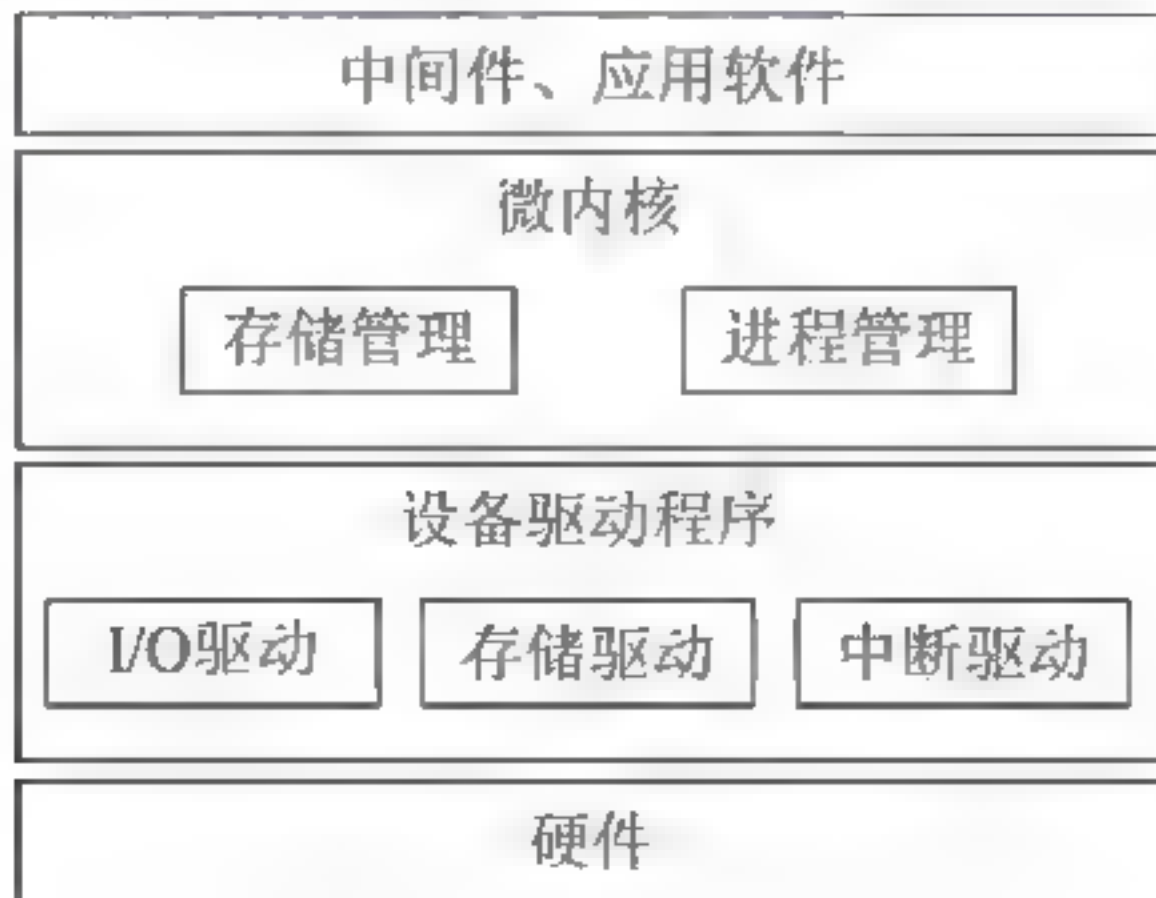 中间件、应用软件
微内核
存储管理 进程管理
设备驱动程序
I/O驱动 存储驱动 中断驱动
硬件